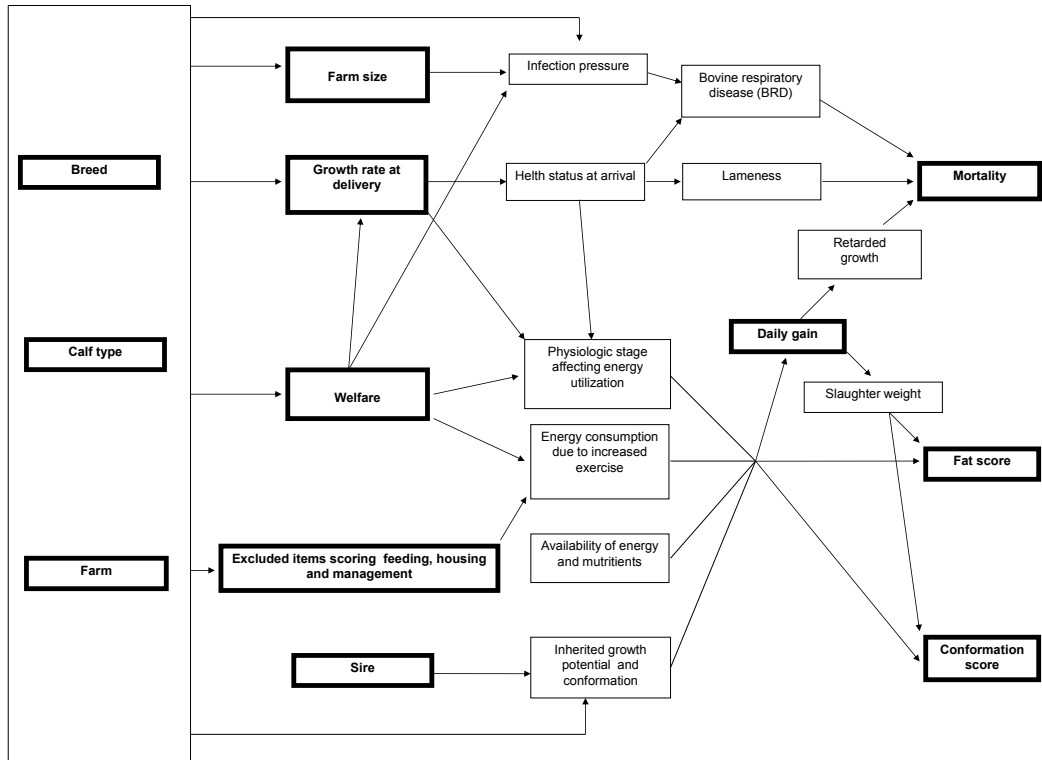 Breed
Calf type
Farm
Farm size
Growth rate at
delivery
Welfare
Excluded items scoring feeding, housing
and management
Sire
Infection pressure
Helth status at arrival
Physiologic stage
affecting energy
utilization
Energy consumption
due to increased
exercise
Availability of energy
and mutritients
Inherited growth
potential and
conformation
Bovine respiratory
disease (BRD)
Lameness
Retarded
growth
Daily gain
Slaughter weight
Mortality
Fat score
Conformation
score